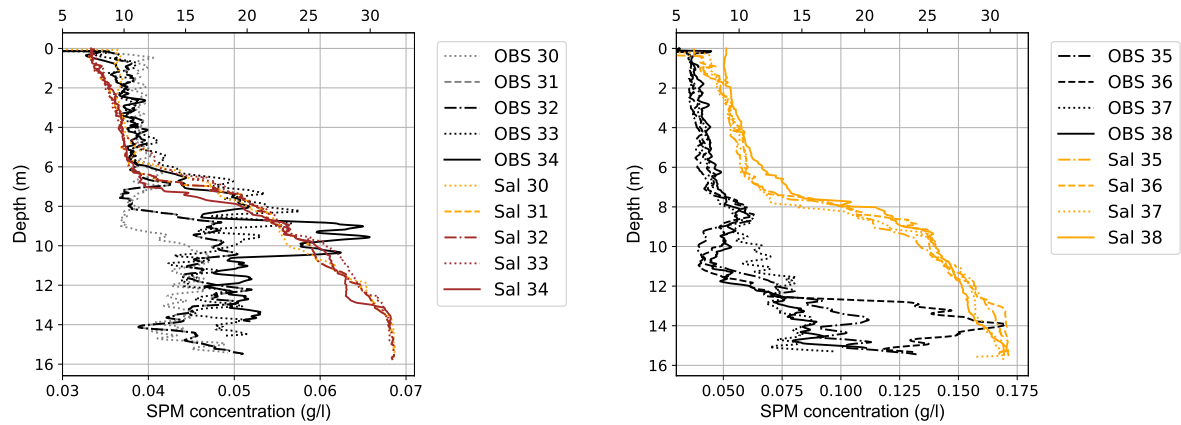 5 10 15 20 25 30
0
2
4
6
8
10
12
14
16
Depth (m)
0.03 0.04 0.05 0.06 0.07
SPM concentration (g/l)
OBS 30
OBS 31
OBS 32
OBS 33
OBS 34
Sal 30
Sal 31
Sal 32
Sal 33
Sal 34
5 10 15 20 25 30
0
2
4
6
8
10
12
14
16
Depth (m)
0.050 0.075 0.100 0.125 0.150 0.175
SPM concentration (g/l)
OBS 35
OBS 36
OBS 37
OBS 38
Sal 35
Sal 36
Sal 37
Sal 38